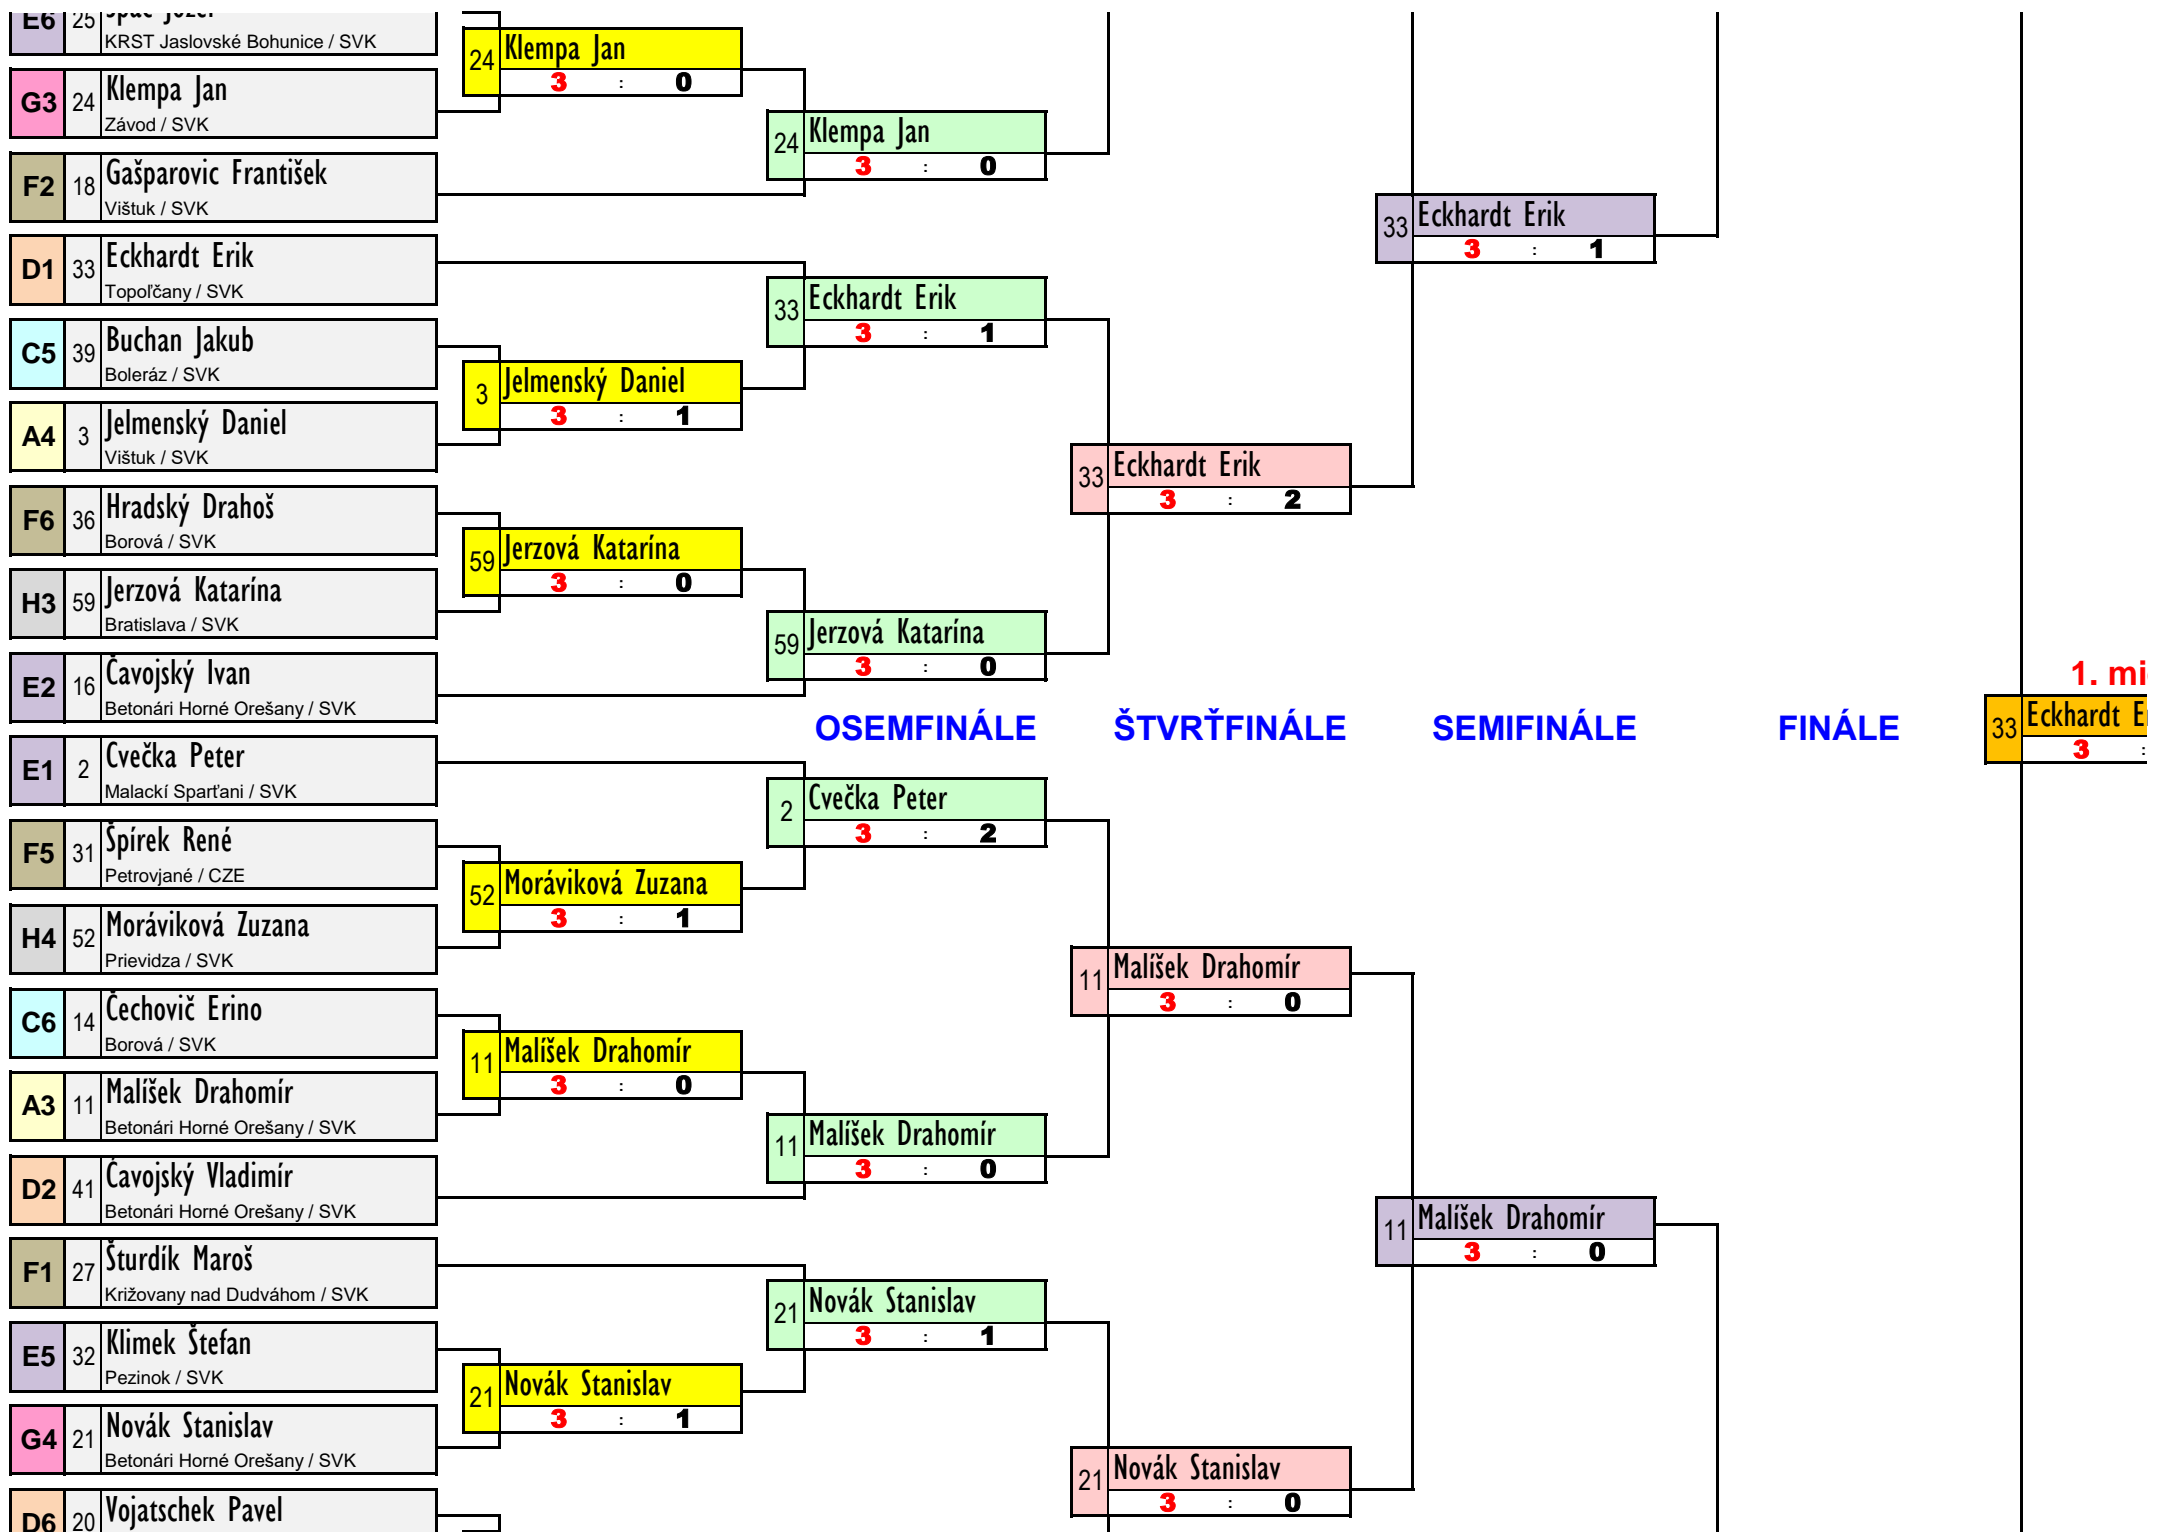 E6 25
KRST Jaslovské Bohunice / SVK
24 Klempa Jan
3 : 0
G3 24 Klempa Jan
Závod / SVK
24 Klempa Jan
3 : 0
F2 18 Gašparovic František
Vištuk / SVK
33 Eckhardt Erik
3 : 1
D1 33 Eckhardt Erik
Topoľčany / SVK
33 Eckhardt Erik
3 : 1
C5 39 Buchan Jakub
Boleráz / SVK
3 Jelmenský Daniel
3 : 1
A4 3 Jelmenský Daniel
Vištuk / SVK
33 Eckhardt Erik
3 : 2
F6 36 Hradský Drahoš
Borová / SVK
59 Jerzová Katarína
3 : 0
H3 59 Jerzová Katarína
Bratislava / SVK
59 Jerzová Katarína
3 : 0
E2 16 Čavojský Ivan
Betonári Horné Orešany / SVK
1. mi
OSEMFINÁLE ŠTVRŤFINÁLE SEMIFINÁLE FINÁLE
33 Eckhardt E
3 :
E1 2 Cvečka Peter
Malackí Sparťani / SVK
2 Cvečka Peter
3 : 2
F5 31 Špírek René
Petrovjané / CZE
52 Moráviková Zuzana
3 : 1
H4 52 Moráviková Zuzana
Prievidza / SVK
11 Malíšek Drahomír
3 : 0
C6 14 Čechovič Erino
Borová / SVK
11 Malíšek Drahomír
3 : 0
A3 11 Malíšek Drahomír
Betonári Horné Orešany / SVK
11 Malíšek Drahomír
3 : 0
D2 41 Čavojský Vladimír
Betonári Horné Orešany / SVK
11 Malíšek Drahomír
3 : 0
F1 27 Šturdík Maroš
Križovany nad Dudváhom / SVK
21 Novák Stanislav
3 : 1
E5 32 Klimek Štefan
Pezinok / SVK
21 Novák Stanislav
3 : 1
G4 21 Novák Stanislav
Betonári Horné Orešany / SVK
21 Novák Stanislav
3 : 0
D6 20 Vojatschek Pavel